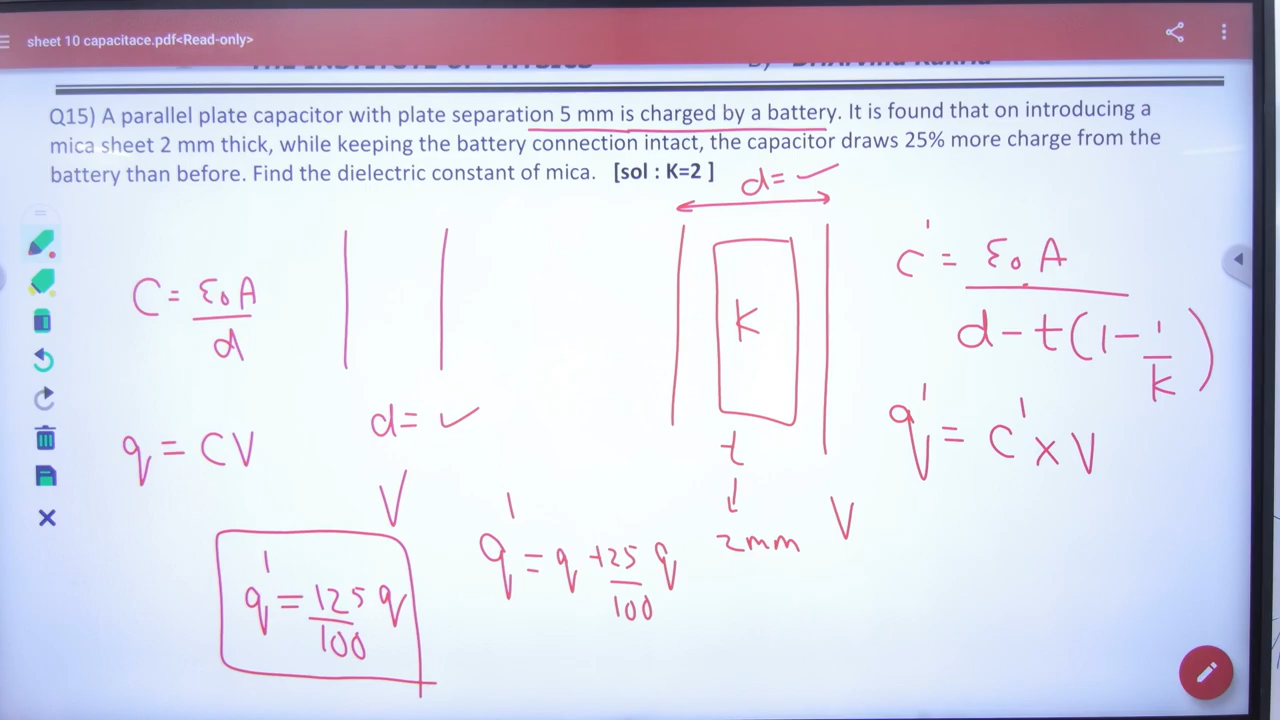 sheet 10 capacitace.pdf<Read-only>
Q15) A parallel plate capacitor with plate separation 5 mm is charged by a battery. It is found that on introducing a
mica sheet 2 mm thick, while keeping the battery connection intact, the capacitor draws 25% more charge from the
battery than before. Find the dielectric constant of mica. [sol : K=2 ]
d= ✓
C = ε₀A / d
K
c' = ε₀ A / d - t(1 - 1/k)
d= ✓
q = CV
t
q' = c' x V
V
↓
2mm
V
q' = q + 25/100 q
q' = 125/100 q